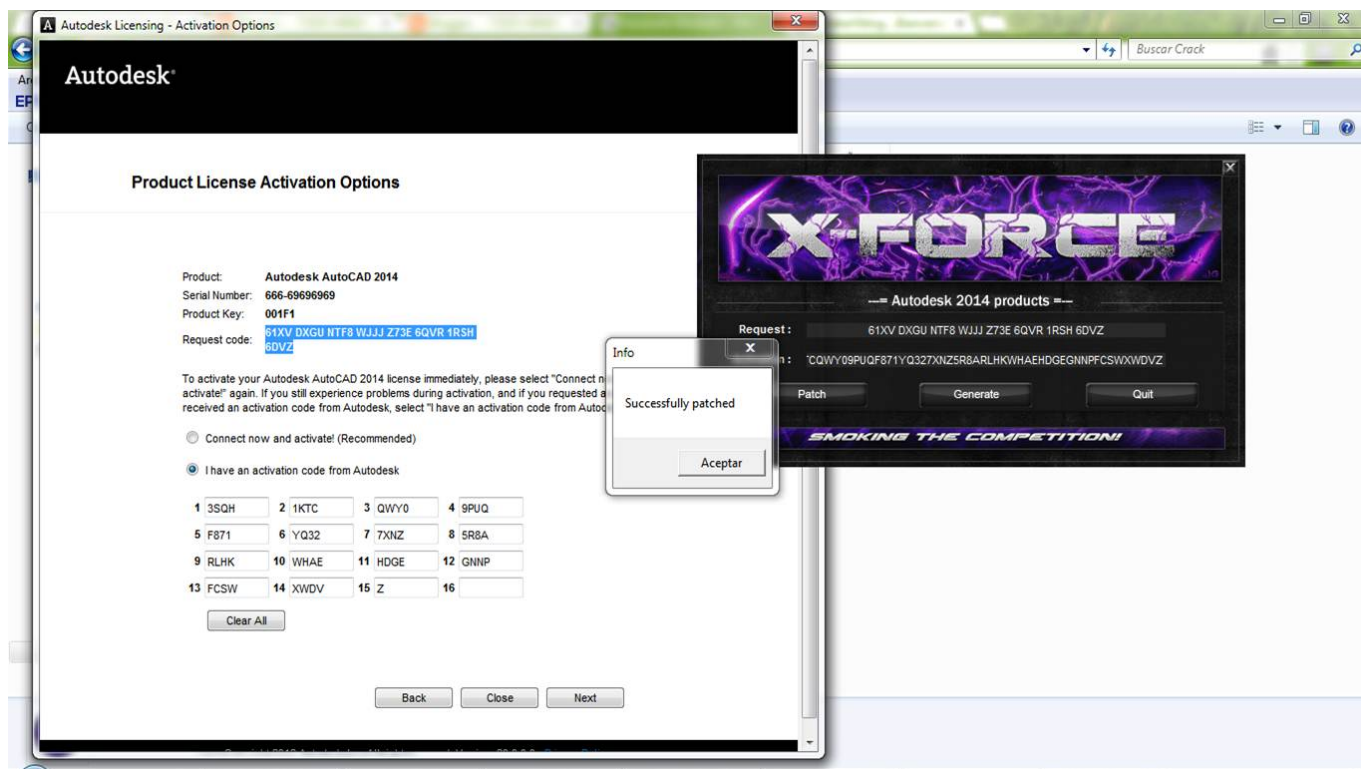 Autodesk Licensing - Activation Options
Buscar Crack
Autodesk
Product License Activation Options
Product: Autodesk AutoCAD 2014
Serial Number: 666-69696969
Product Key: 001F1
Request code: 61XV DXGU NTF8 WJJJ Z73E 6QVR 1RSH
6DVZ
To activate your Autodesk AutoCAD 2014 license immediately, please select "Connect
activate!" again. If you still experience problems during activation, and if you requested
received an activation code from Autodesk, select "I have an activation code from
Connect now and activate! (Recommended)
I have an activation code from Autodesk
1 3SQH 2 1KTC 3 QWY0 4 9PUQ
5 F871 6 YQ32 7 7XNZ 8 5R8A
9 RLHK 10 WHAE 11 HDGE 12 GNNP
13 FCSW 14 XWDV 15 Z 16
Clear All
Back Close Next
X-FORCE
---= Autodesk 2014 products =---
Request : 61XV DXGU NTF8 WJJJ Z73E 6QVR 1RSH 6DVZ
CQWY09PUQF871YQ327XNZ5R8ARLHKWHAEHDGEGNNPFCSWXWDVZ
Patch Generate Quit
SMOKING THE COMPETITION!
Info
Successfully patched
Aceptar